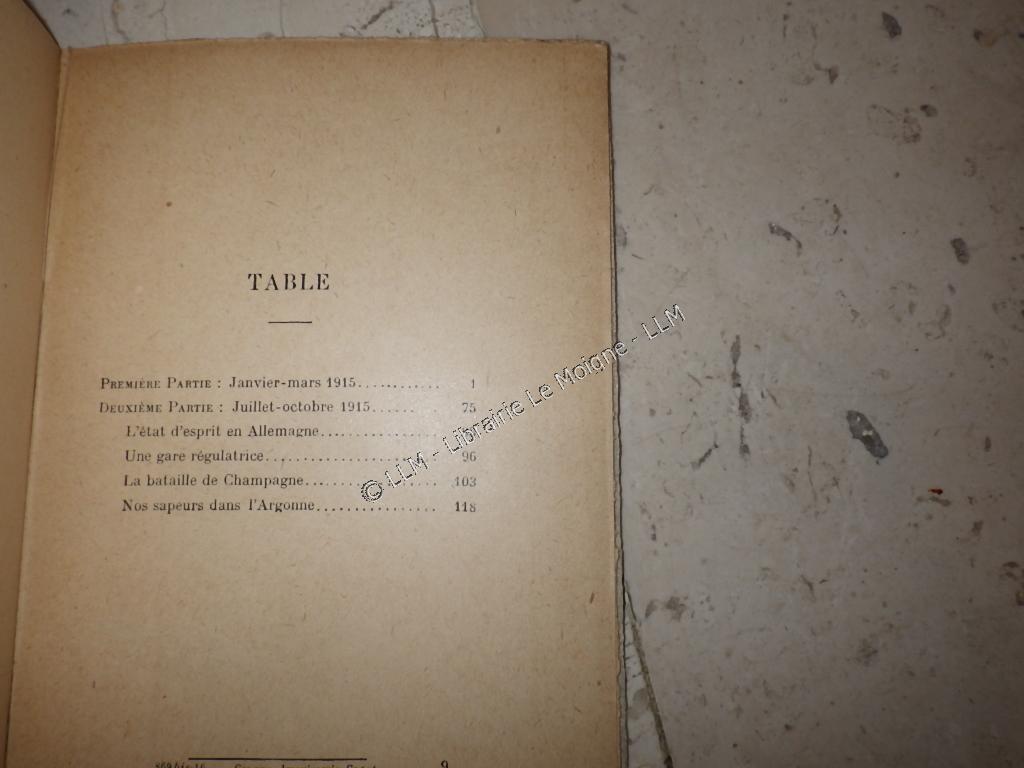 TABLE
PREMIÈRE PARTIE : Janvier-mars 1915.............. 1
DEUXIÈME PARTIE : Juillet-octobre 1915.......... 75
L'état d'esprit en Allemagne..................
Une gare régulatrice....................... 96
La bataille de Champagne................... 103
Nos sapeurs dans l'Argonne................. 118
© LLM - Librairie Le Moigne - LLM
9